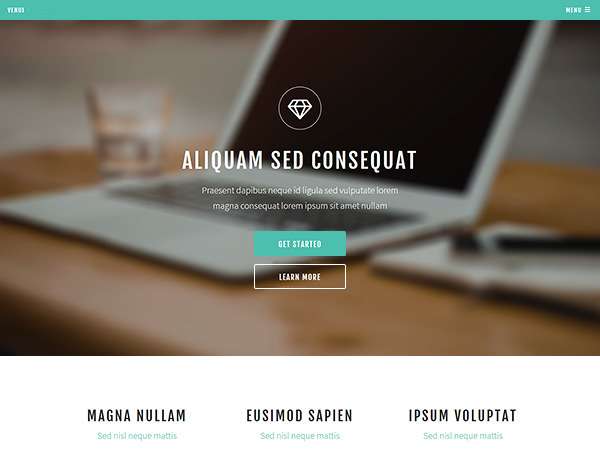 VENUE
MENU
ALIQUAM SED CONSEQUAT
Praesent dapibus neque id ligula sed vulputate lorem
magna consequat lorem ipsum sit amet nullam
GET STARTED
LEARN MORE
MAGNA NULLAM
EUSIMOD SAPIEN
IPSUM VOLUPTAT
Sed nisl neque mattis
Sed nisl neque mattis
Sed nisl neque mattis